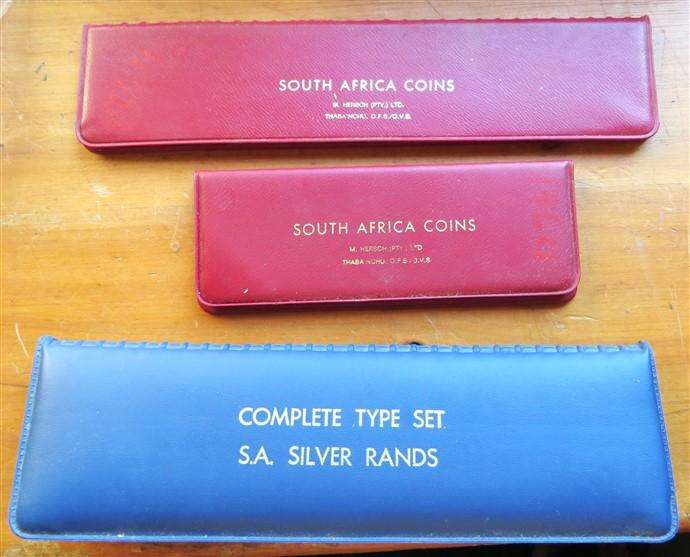 SOUTH AFRICA COINS
M. HERSCH (PTY.) LTD.
THABA'NCHU. O.F.S./O.V.S.
SOUTH AFRICA COINS
M. HERSCH (PTY.) LTD
THABA'NCHU. O.F.S./O.V.S.
COMPLETE TYPE SET
S.A. SILVER RANDS